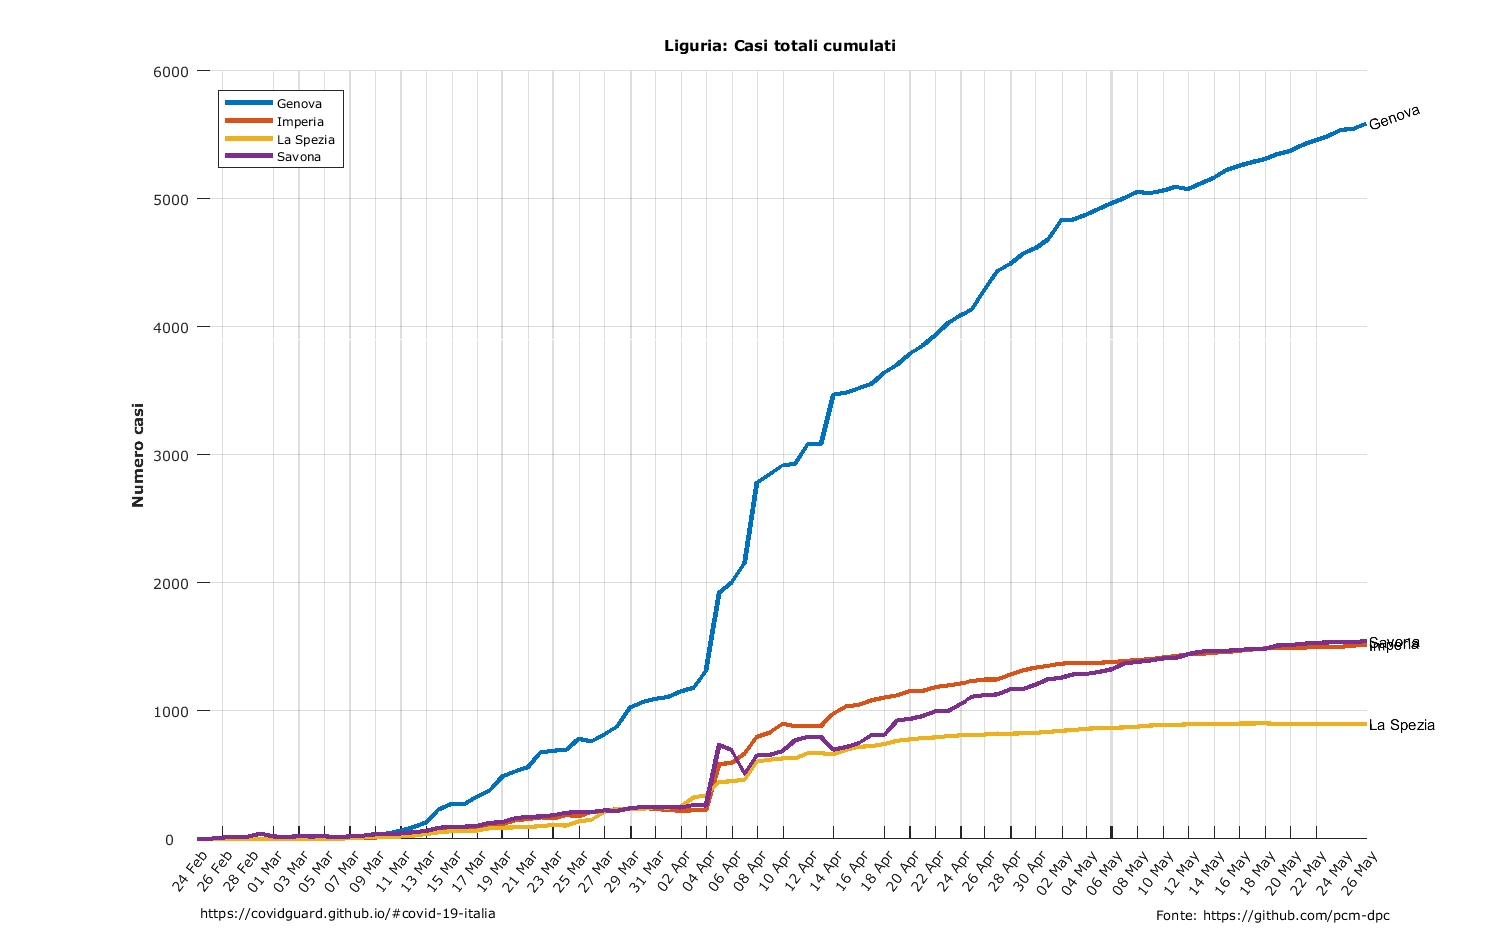 Liguria: Casi totali cumulati
6000
5000
4000
3000
2000
1000
0
Numero casi
Genova
Imperia
La Spezia
Savona
Genova
Savona
Imperia
La Spezia
24 Feb
26 Feb
28 Feb
01 Mar
03 Mar
05 Mar
07 Mar
09 Mar
11 Mar
13 Mar
15 Mar
17 Mar
19 Mar
21 Mar
23 Mar
25 Mar
27 Mar
29 Mar
31 Mar
02 Apr
04 Apr
06 Apr
08 Apr
10 Apr
12 Apr
14 Apr
16 Apr
18 Apr
20 Apr
22 Apr
24 Apr
26 Apr
28 Apr
30 Apr
02 May
04 May
06 May
08 May
10 May
12 May
14 May
16 May
18 May
20 May
22 May
24 May
26 May
https://covidguard.github.io/#covid-19-italia
Fonte: https://github.com/pcm-dpc